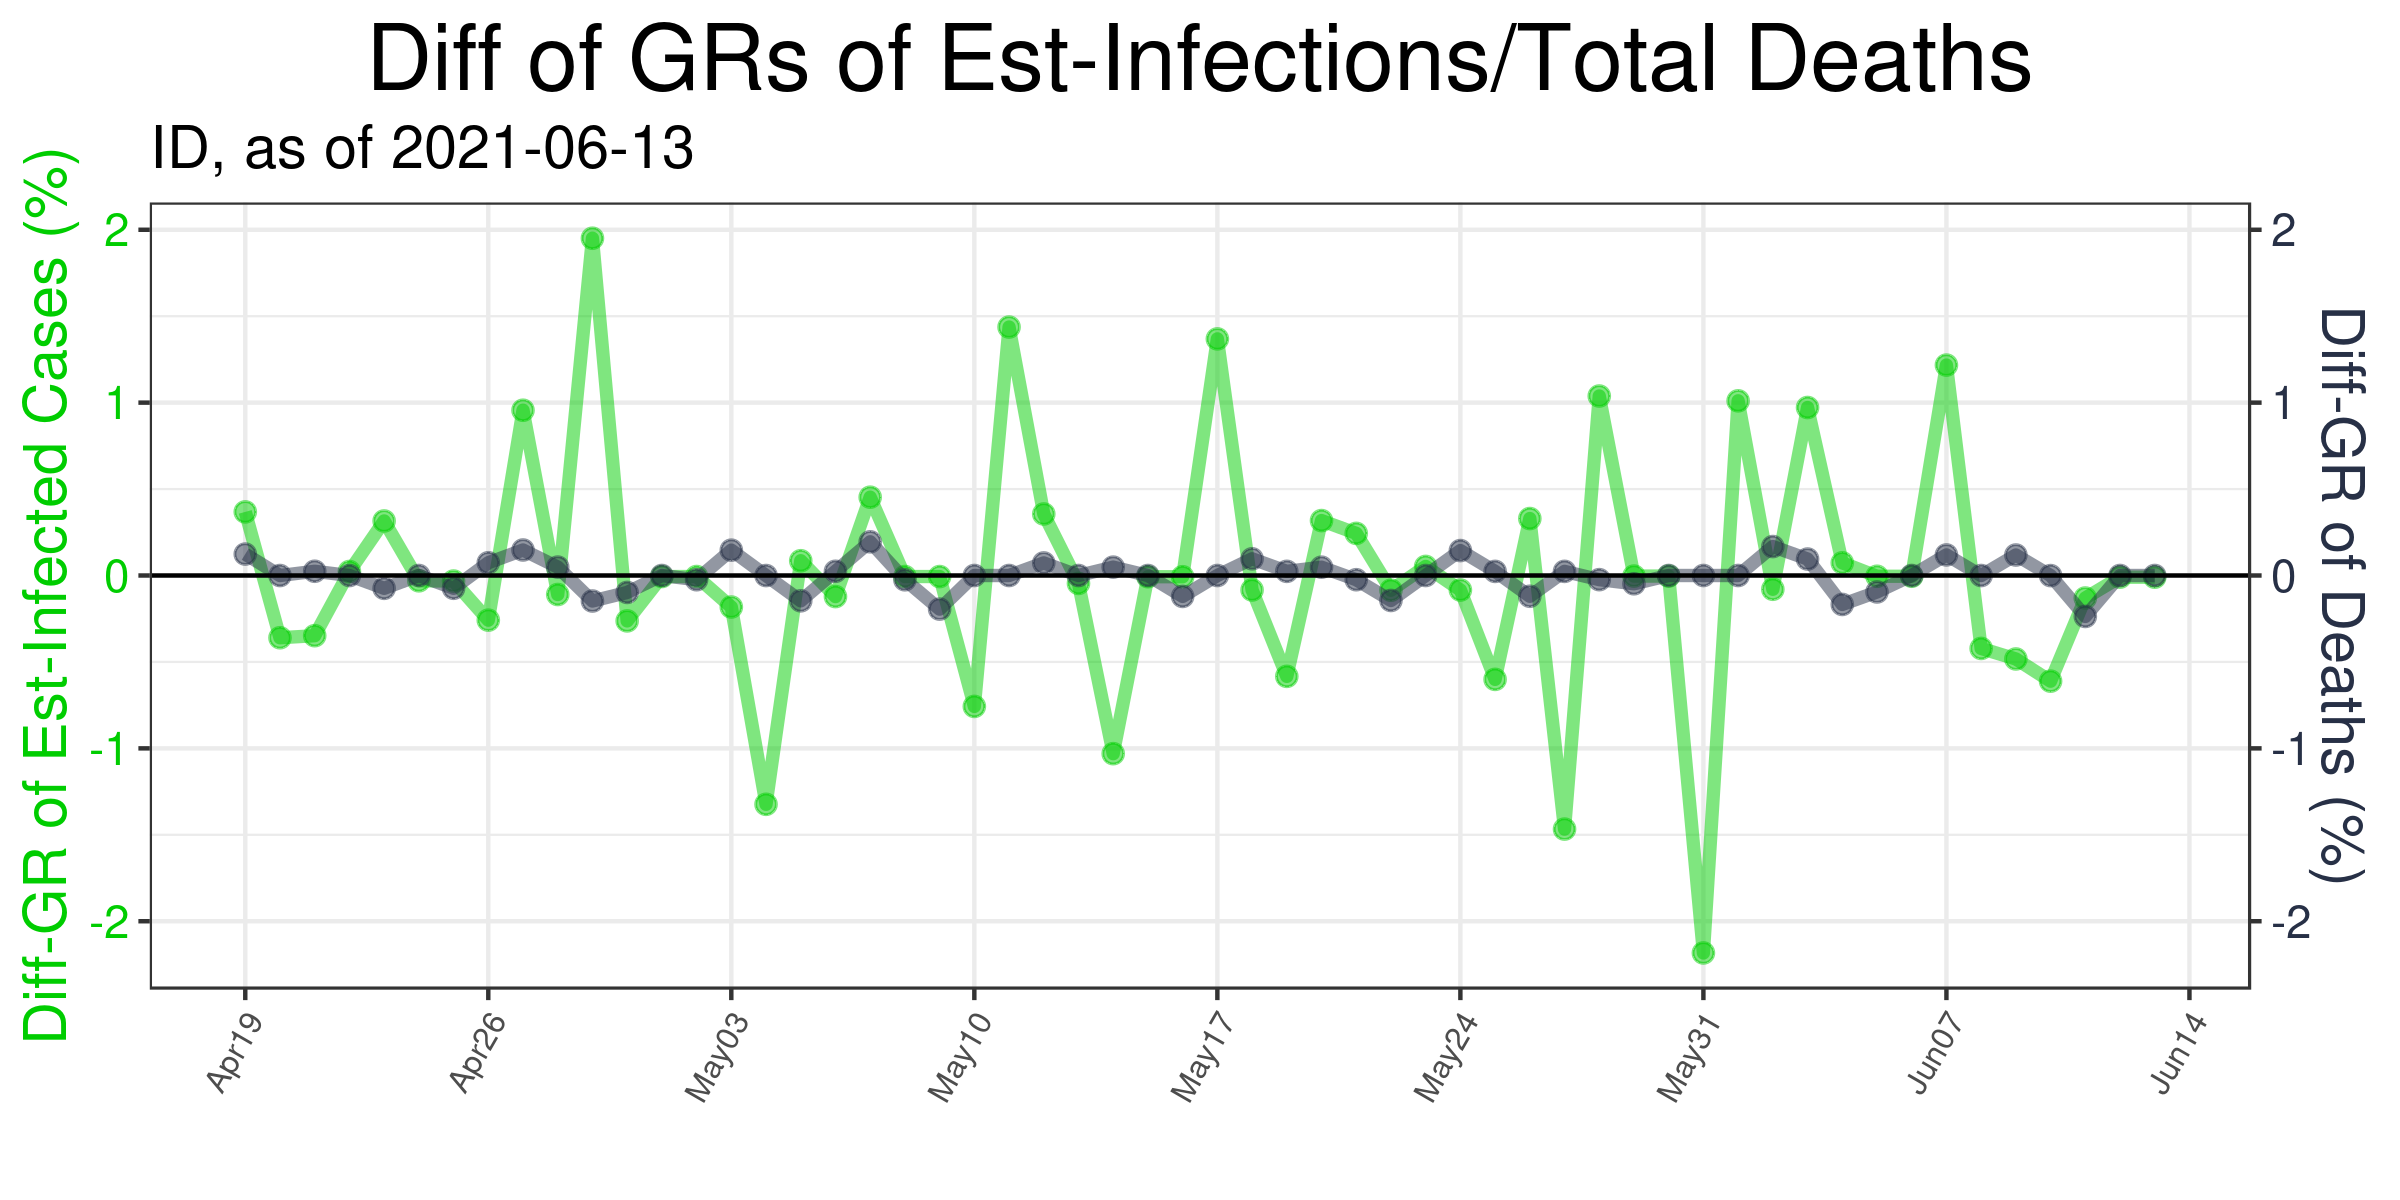 Diff of GRs of Est-Infections/Total Deaths
ID, as of 2021-06-13
Diff-GR of Est-Infected Cases (%)
2
1
0
-1
-2
2
1
0
-1
-2
Diff-GR of Deaths (%)
Apr19
Apr26
May03
May10
May17
May24
May31
Jun07
Jun14